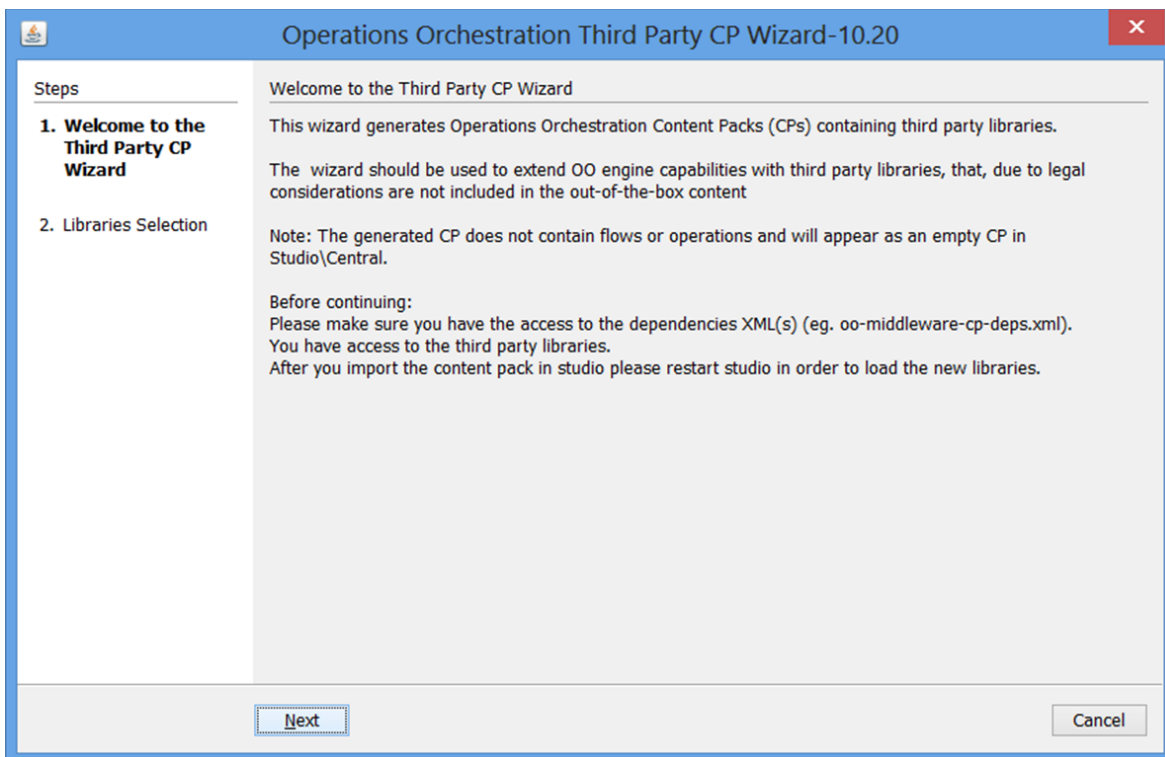 Operations Orchestration Third Party CP Wizard-10.20
Steps
1. Welcome to the
Third Party CP
Wizard
2. Libraries Selection
Welcome to the Third Party CP Wizard
This wizard generates Operations Orchestration Content Packs (CPs) containing third party libraries.
The  wizard should be used to extend OO engine capabilities with third party libraries, that, due to legal
considerations are not included in the out-of-the-box content
Note: The generated CP does not contain flows or operations and will appear as an empty CP in
Studio\Central.
Before continuing:
Please make sure you have the access to the dependencies XML(s) (eg. oo-middleware-cp-deps.xml).
You have access to the third party libraries.
After you import the content pack in studio please restart studio in order to load the new libraries.
Next
Cancel